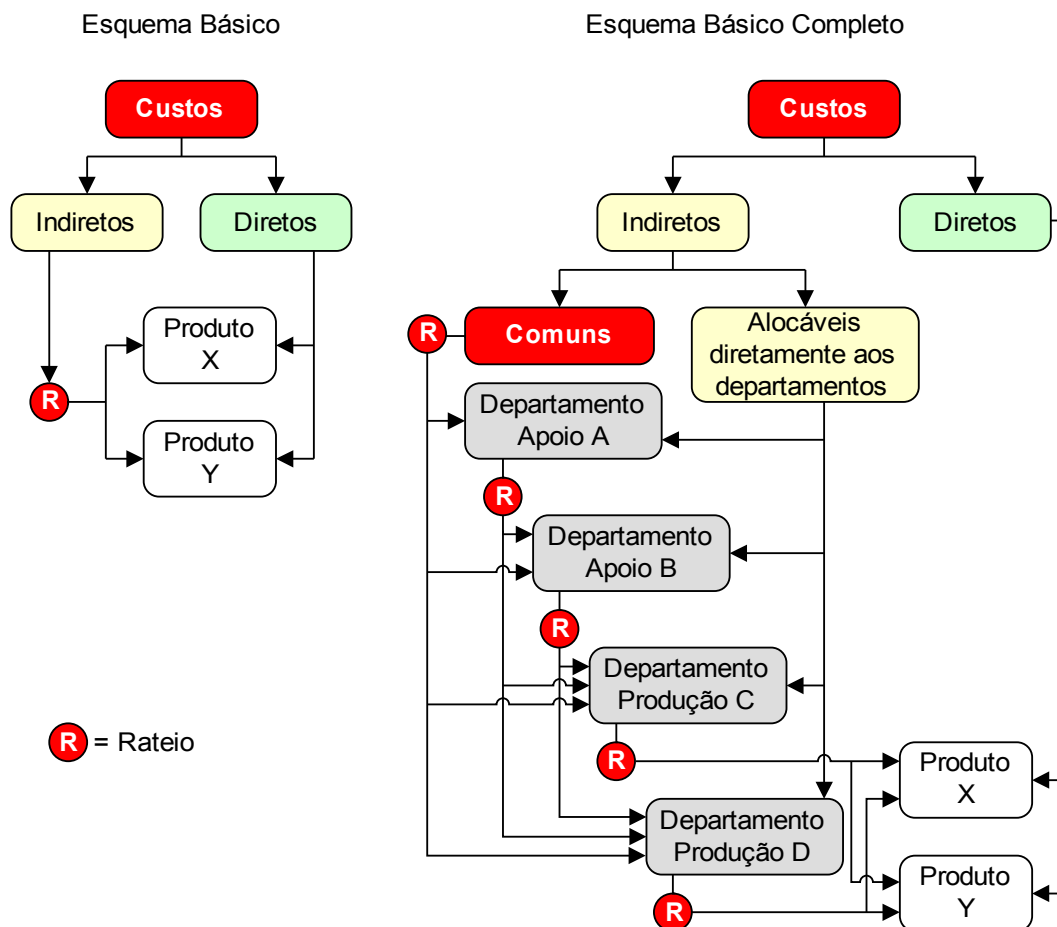 Esquema Básico
Custos
Indiretos
Diretos
Produto
X
R
Produto
Y
R = Rateio
Esquema Básico Completo
Custos
Indiretos
Diretos
R
Comuns
Alocáveis
diretamente aos
departamentos
Departamento
Apoio A
R
Departamento
Apoio B
R
Departamento
Produção C
R
Produto
X
Departamento
Produção D
Produto
Y
R